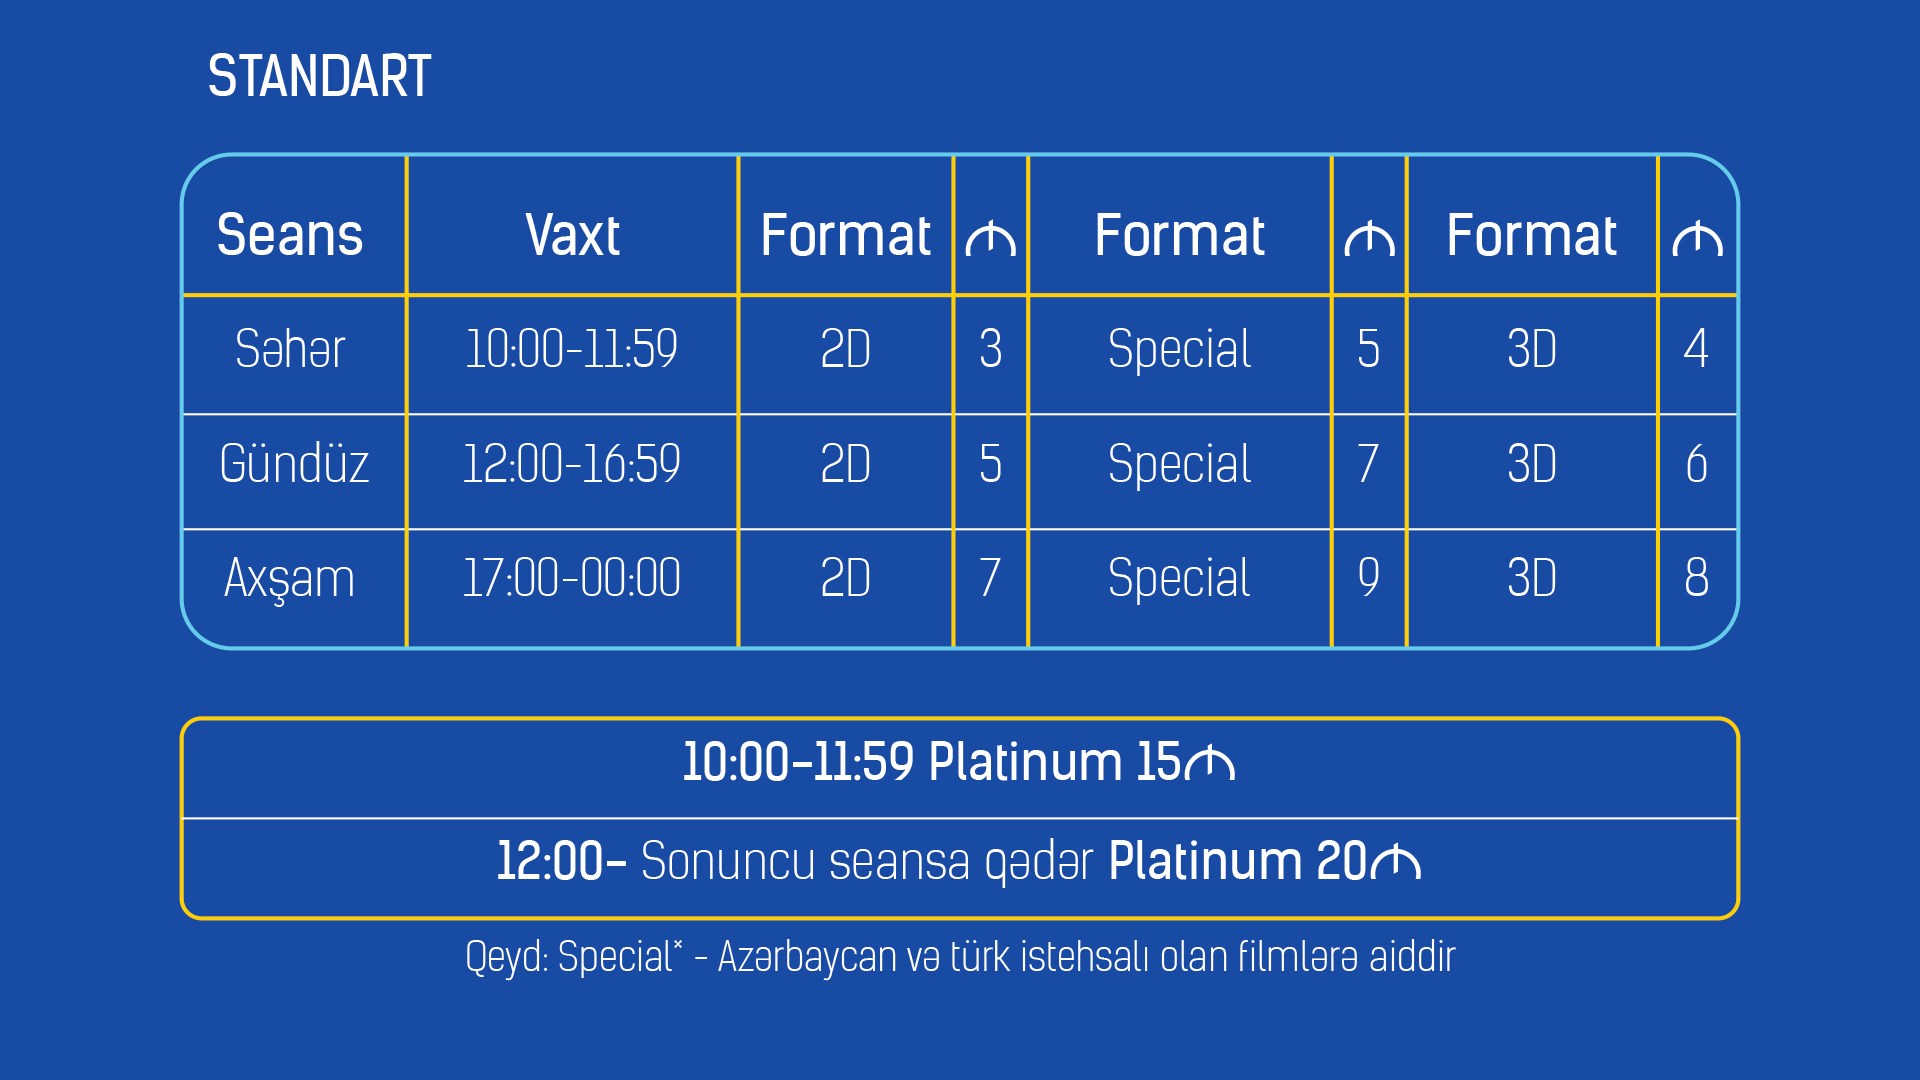 STANDART
Seans Vaxt Format ₼ Format ₼ Format ₼
Səhər 10:00-11:59 2D 3 Special 5 3D 4
Gündüz 12:00-16:59 2D 5 Special 7 3D 6
Axşam 17:00-00:00 2D 7 Special 9 3D 8
10:00-11:59 Platinum 15₼
12:00- Sonuncu seansa qədər Platinum 20₼
Qeyd: Special* - Azərbaycan və türk istehsalı olan filmlərə aiddir